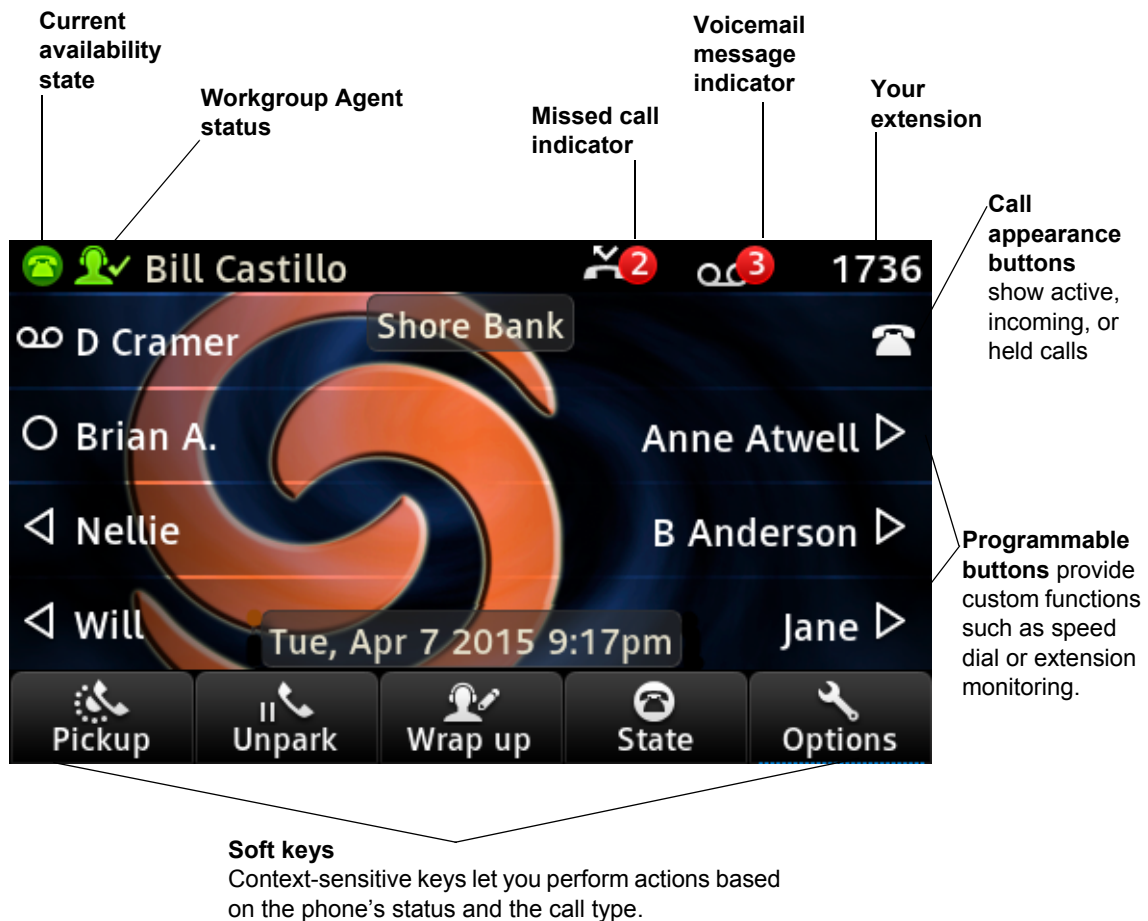 Current
availability
state
Workgroup Agent
status
Missed call
indicator
Voicemail
message
indicator
Your
extension
Call
appearance
buttons
show active,
incoming, or
held calls
Bill Castillo
2
3
1736
Shore Bank
D Cramer
Brian A.
Anne Atwell
Nellie
B Anderson
Will
Jane
Tue, Apr 7 2015 9:17pm
Programmable
buttons provide
custom functions
such as speed
dial or extension
monitoring.
Pickup
Unpark
Wrap up
State
Options
Soft keys
Context-sensitive keys let you perform actions based
on the phone's status and the call type.